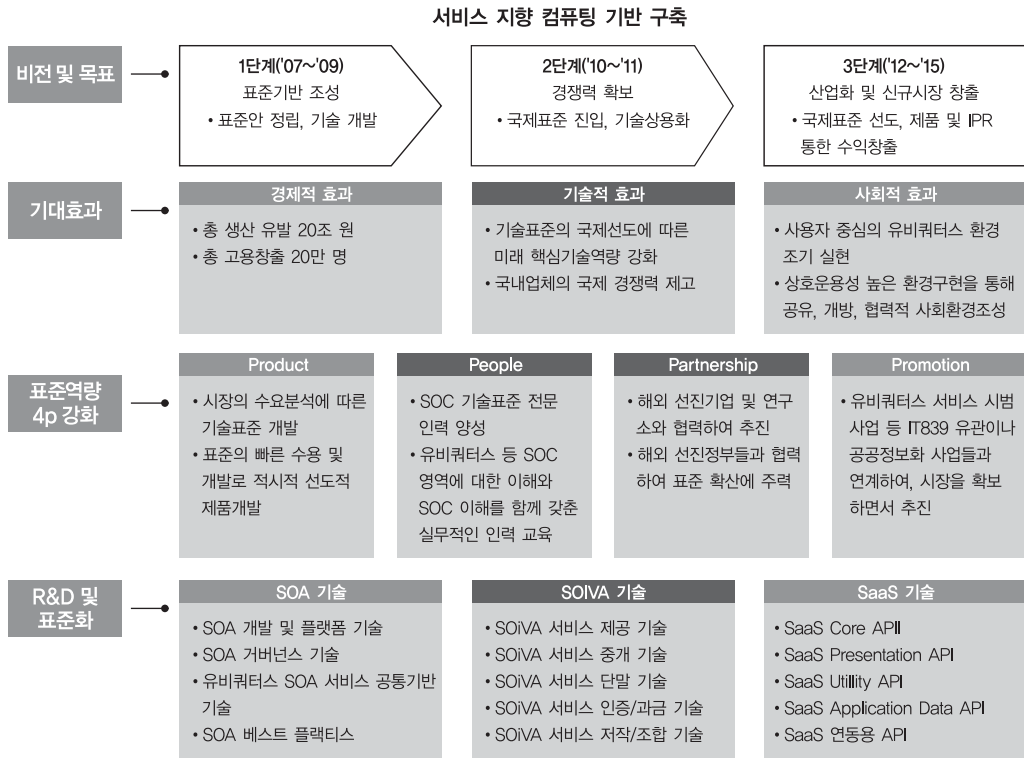 서비스 지향 컴퓨팅 기반 구축
비전 및 목표
1단계('07~'09)
표준기반 조성
• 표준안 정립, 기술 개발
2단계('10~'11)
경쟁력 확보
• 국제표준 진입, 기술상용화
3단계('12~'15)
산업화 및 신규시장 창출
• 국제표준 선도, 제품 및 IPR
통한 수익창출
기대효과
경제적 효과
• 총 생산 유발 20조 원
• 총 고용창출 20만 명
기술적 효과
• 기술표준의 국제선도에 따른
미래 핵심기술역량 강화
• 국내업체의 국제 경쟁력 제고
사회적 효과
• 사용자 중심의 유비쿼터스 환경
조기 실현
• 상호운용성 높은 환경구현을 통해
공유, 개방, 협력적 사회환경조성
표준역량
4p 강화
Product
• 시장의 수요분석에 따른
기술표준 개발
• 표준의 빠른 수용 및
개발로 적시적 선도적
제품개발
People
• SOC 기술표준 전문
인력 양성
• 유비쿼터스 등 SOC
영역에 대한 이해와
SOC 이해를 함께 갖춘
실무적인 인력 교육
Partnership
• 해외 선진기업 및 연구
소와 협력하여 추진
• 해외 선진정부들과 협력
하여 표준 확산에 주력
Promotion
• 유비쿼터스 서비스 시범
사업 등 IT839 유관이나
공공정보화 사업들과
연계하여, 시장을 확보
하면서 추진
R&D 및
표준화
SOA 기술
• SOA 개발 및 플랫폼 기술
• SOA 거버넌스 기술
• 유비쿼터스 SOA 서비스 공통기반
기술
• SOA 베스트 플랙티스
SOIVA 기술
• SOiVA 서비스 제공 기술
• SOiVA 서비스 중개 기술
• SOiVA 서비스 단말 기술
• SOiVA 서비스 인증/과금 기술
• SOiVA 서비스 저작/조합 기술
SaaS 기술
• SaaS Core APII
• SaaS Presentation API
• SaaS Utillity API
• SaaS Application Data API
• SaaS 연동용 API